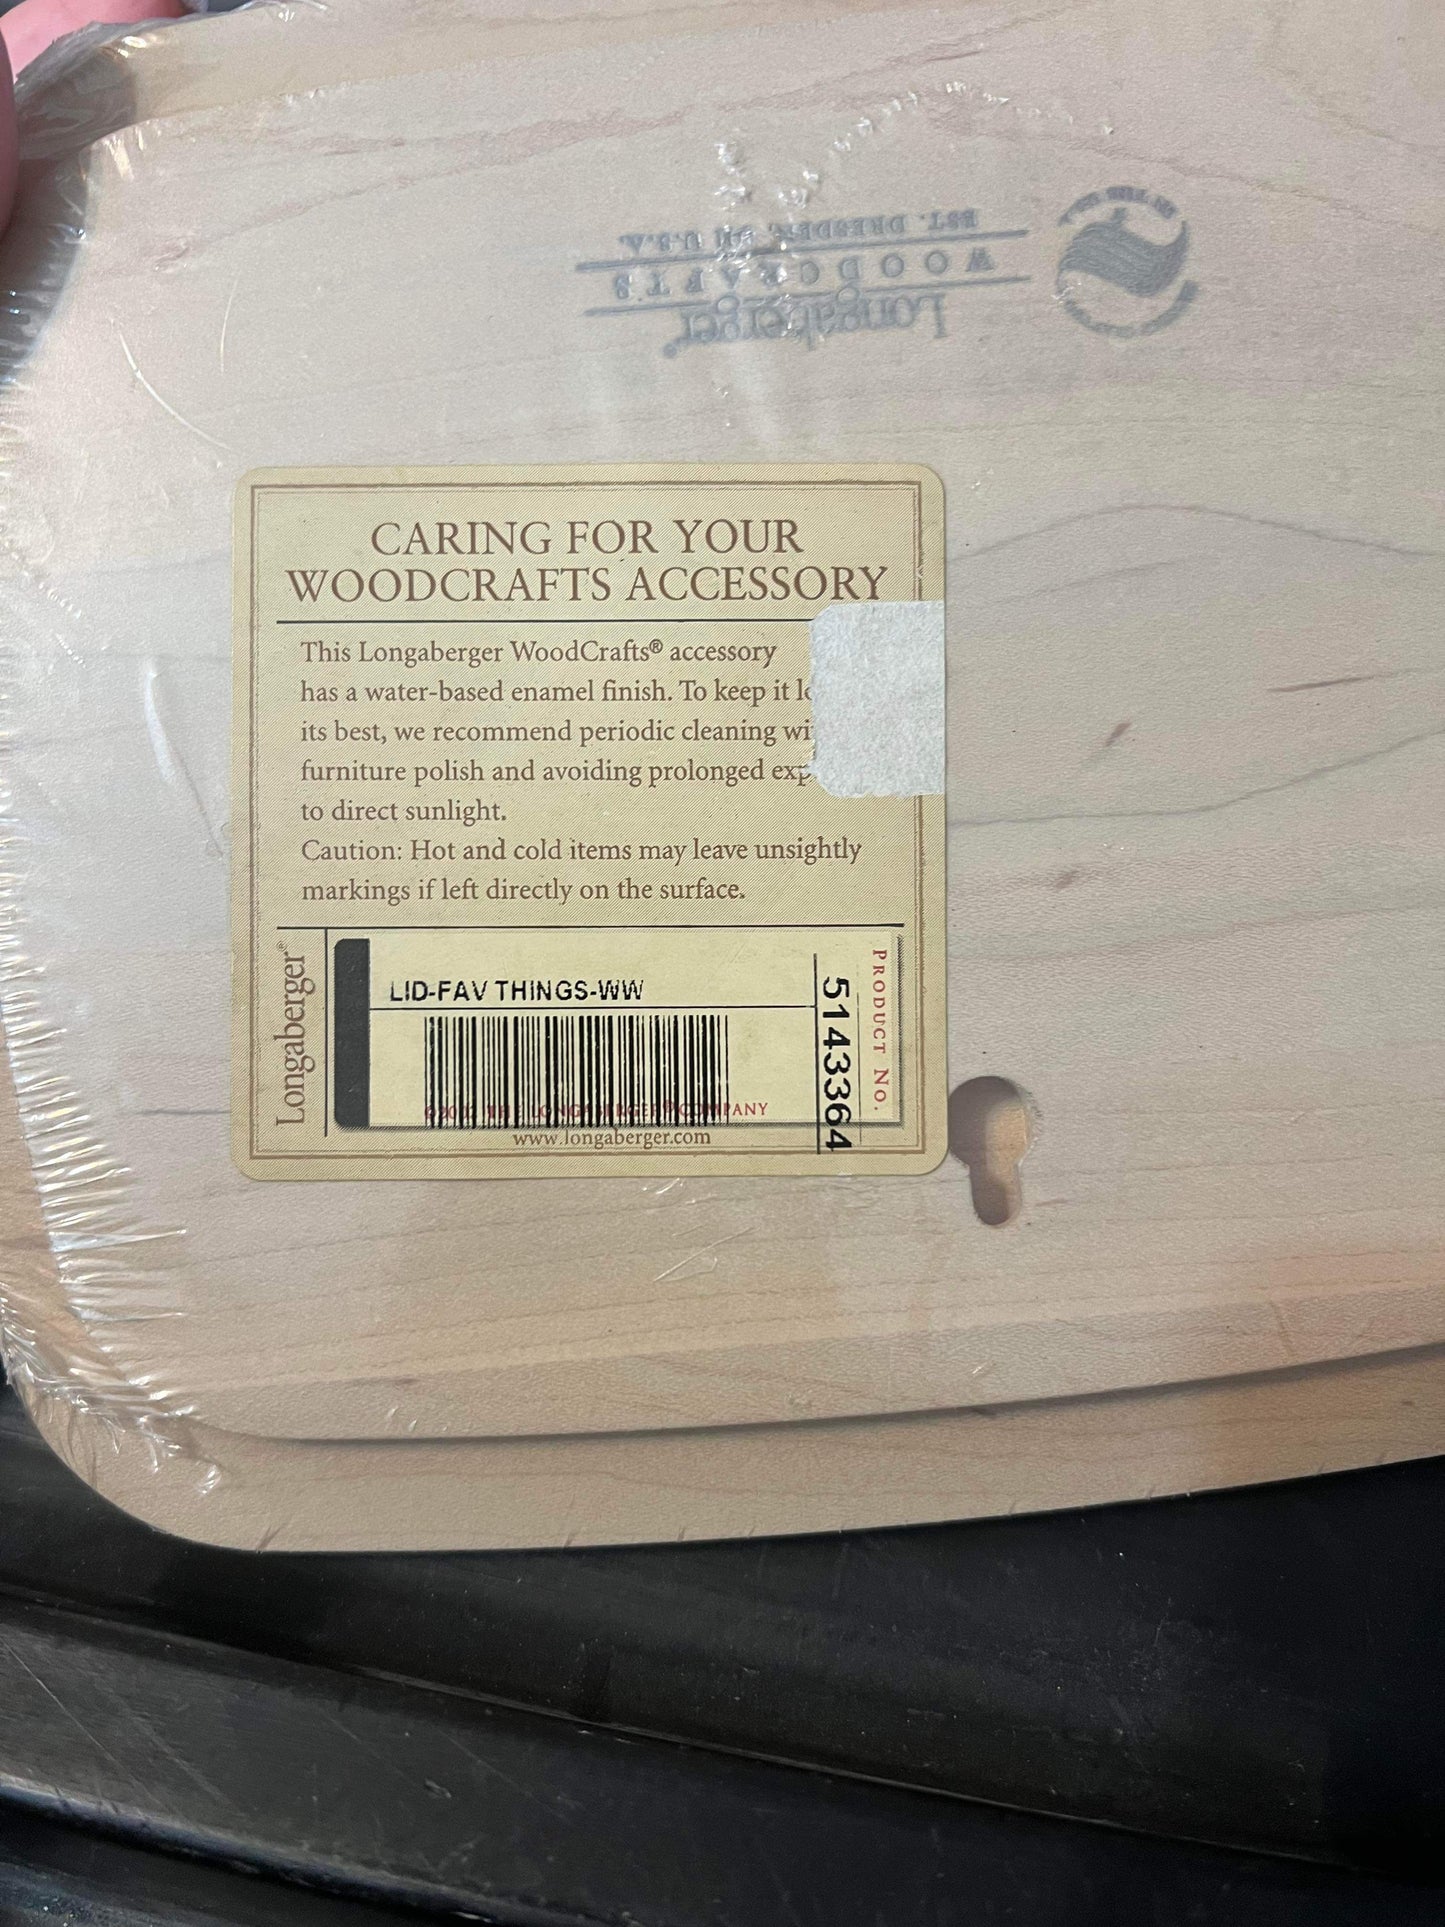 Longaberger®
WOODCRAFTS
EST. DRESDEN, OH U.S.A.
CARING FOR YOUR
WOODCRAFTS ACCESSORY
This Longaberger WoodCrafts® accessory
has a water-based enamel finish. To keep it lo
its best, we recommend periodic cleaning wi
furniture polish and avoiding prolonged exp
to direct sunlight.
Caution: Hot and cold items may leave unsightly
markings if left directly on the surface.
Longaberger®
LID-FAV THINGS-WW
PRODUCT NO.
5143364
THE LONGABERGER® COMPANY
www.longaberger.com